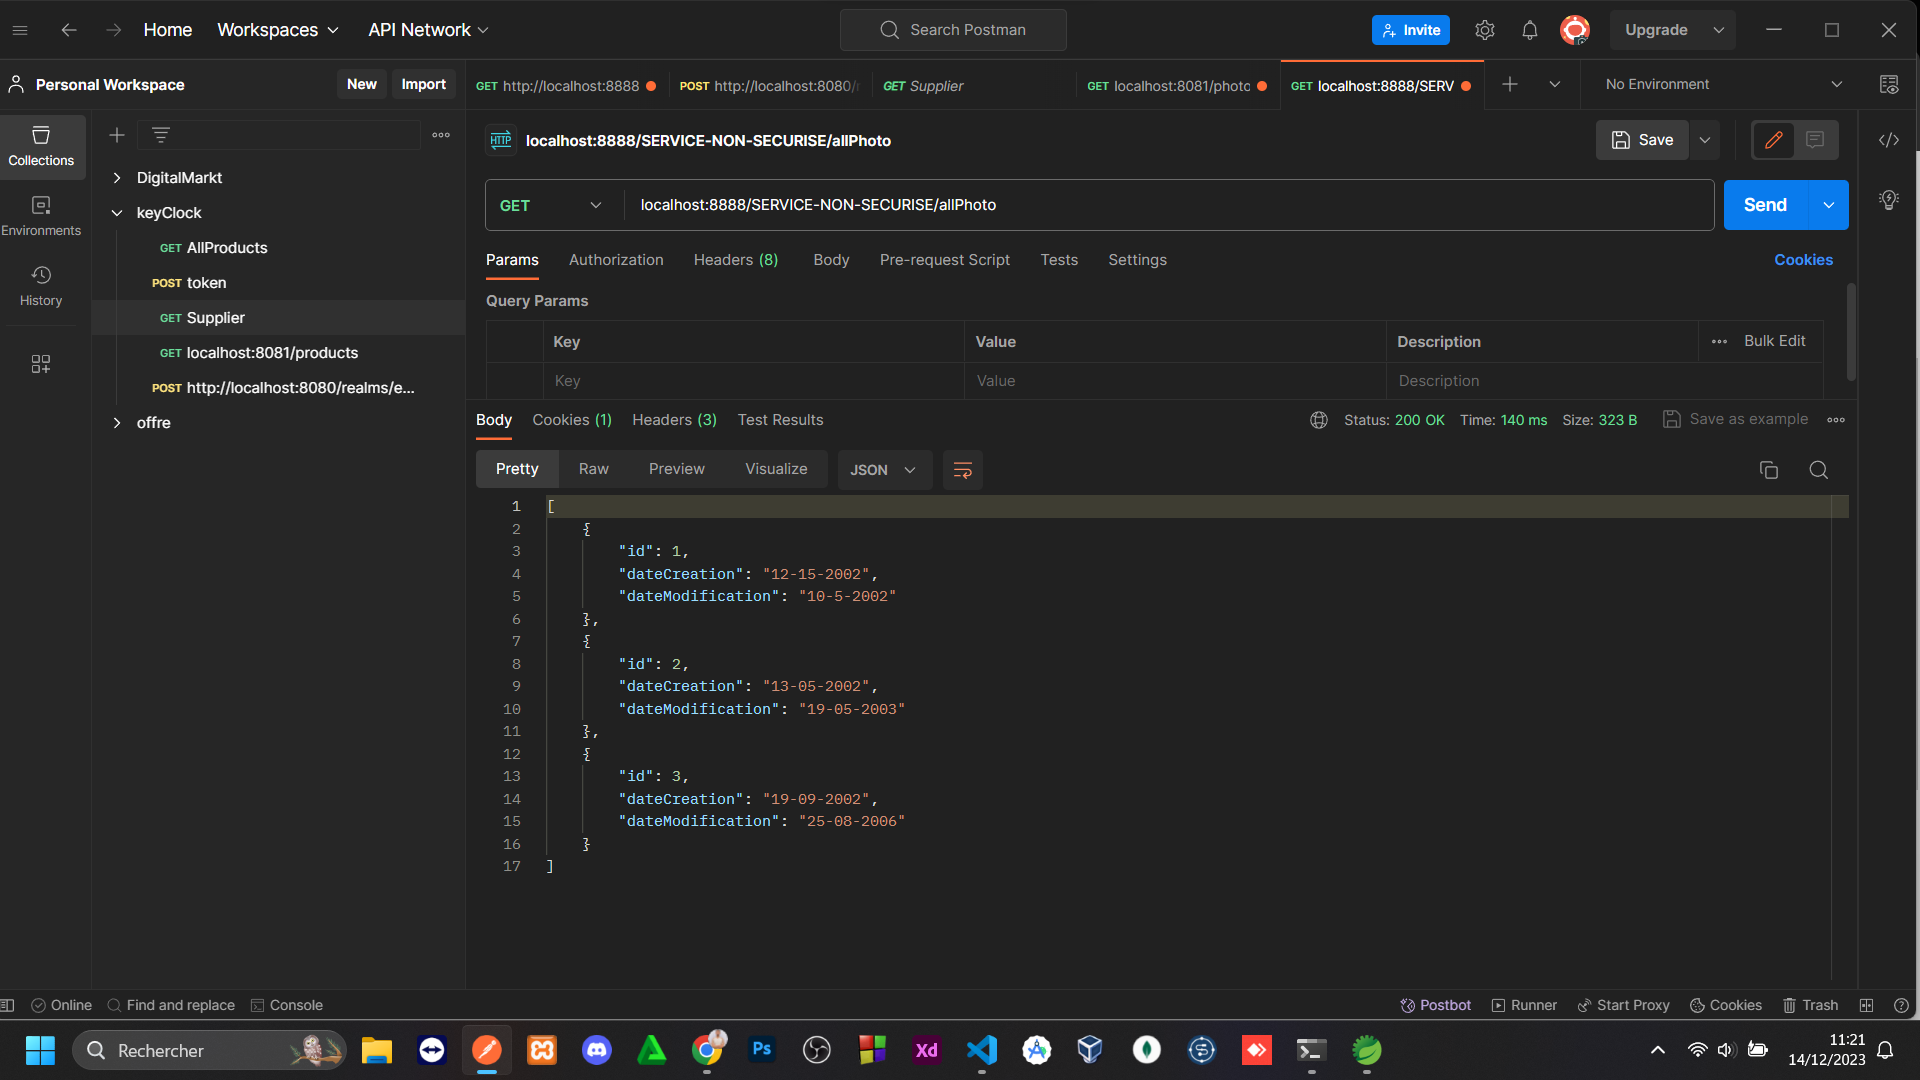 Home
Workspaces
API Network
Search Postman
Invite
Upgrade
Personal Workspace
New
Import
GET http://localhost:8888
POST http://localhost:8080/r
GET Supplier
GET localhost:8081/photo
GET localhost:8888/SERV
No Environment
Collections
Environments
History
DigitalMarkt
keyClock
GET AllProducts
POST token
GET Supplier
GET localhost:8081/products
POST http://localhost:8080/realms/e...
offre
HTTP localhost:8888/SERVICE-NON-SECURISE/allPhoto
Save
GET
localhost:8888/SERVICE-NON-SECURISE/allPhoto
Send
Params
Authorization
Headers (8)
Body
Pre-request Script
Tests
Settings
Cookies
Query Params
Key
Value
Description
Bulk Edit
Key
Value
Description
Body
Cookies (1)
Headers (3)
Test Results
Status: 200 OK
Time: 140 ms
Size: 323 B
Save as example
Pretty
Raw
Preview
Visualize
JSON
1 [
2 {
3 "id": 1,
4 "dateCreation": "12-15-2002",
5 "dateModification": "10-5-2002"
6 },
7 {
8 "id": 2,
9 "dateCreation": "13-05-2002",
10 "dateModification": "19-05-2003"
11 },
12 {
13 "id": 3,
14 "dateCreation": "19-09-2002",
15 "dateModification": "25-08-2006"
16 }
17 ]
Online
Find and replace
Console
Postbot
Runner
Start Proxy
Cookies
Trash
Rechercher
Ps
Xd
11:21
14/12/2023